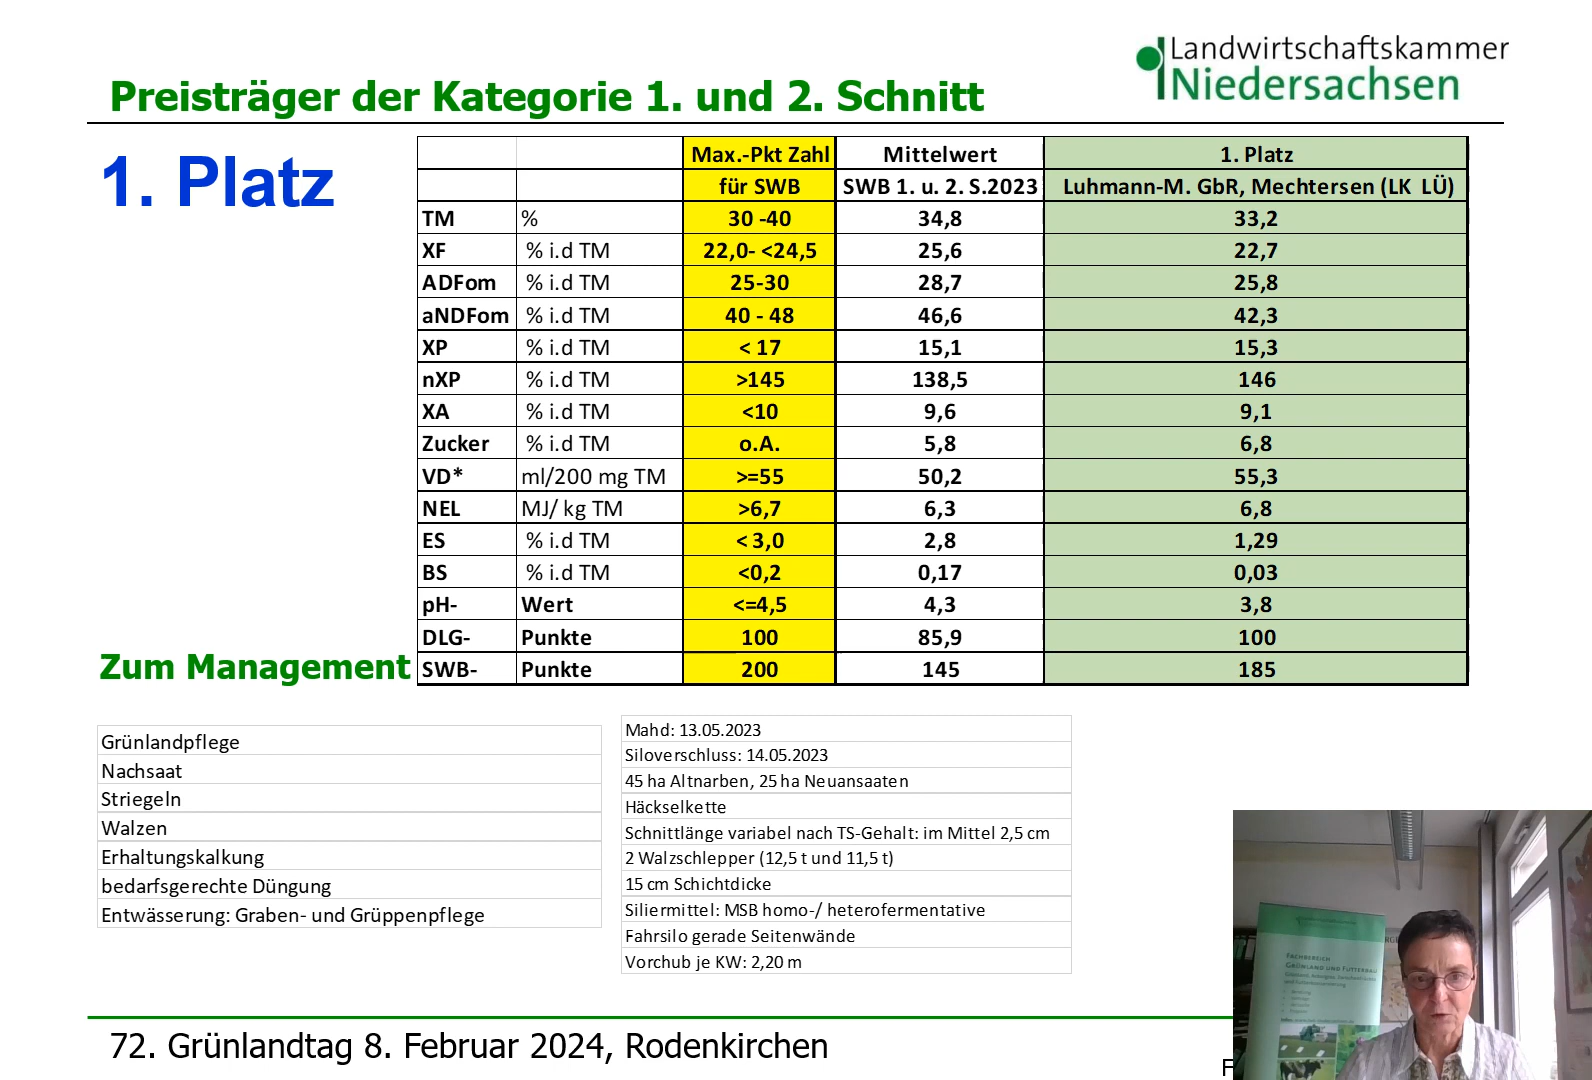 Landwirtschaftskammer
Niedersachsen
Preisträger der Kategorie 1. und 2. Schnitt
1. Platz
Max.-Pkt Zahl Mittelwert 1. Platz
für SWB SWB 1. u. 2. S.2023 Luhmann-M. GbR, Mechtersen (LK LÜ)
TM % 30 -40 34,8 33,2
XF % i.d TM 22,0- <24,5 25,6 22,7
ADFom % i.d TM 25-30 28,7 25,8
aNDFom % i.d TM 40 - 48 46,6 42,3
XP % i.d TM < 17 15,1 15,3
nXP % i.d TM >145 138,5 146
XA % i.d TM <10 9,6 9,1
Zucker % i.d TM o.A. 5,8 6,8
VD* ml/200 mg TM >=55 50,2 55,3
NEL MJ/ kg TM >6,7 6,3 6,8
ES % i.d TM < 3,0 2,8 1,29
BS % i.d TM <0,2 0,17 0,03
pH- Wert <=4,5 4,3 3,8
DLG- Punkte 100 85,9 100
SWB- Punkte 200 145 185
Zum Management
Grünlandpflege
Nachsaat
Striegeln
Walzen
Erhaltungskalkung
bedarfsgerechte Düngung
Entwässerung: Graben- und Grüppenpflege
Mahd: 13.05.2023
Siloverschluss: 14.05.2023
45 ha Altnarben, 25 ha Neuansaaten
Häckselkette
Schnittlänge variabel nach TS-Gehalt: im Mittel 2,5 cm
2 Walzschlepper (12,5 t und 11,5 t)
15 cm Schichtdicke
Siliermittel: MSB homo-/ heterofermentative
Fahrsilo gerade Seitenwände
Vorchub je KW: 2,20 m
Fachbereich
Grünland und Futterbau
72. Grünlandtag 8. Februar 2024, Rodenkirchen
F